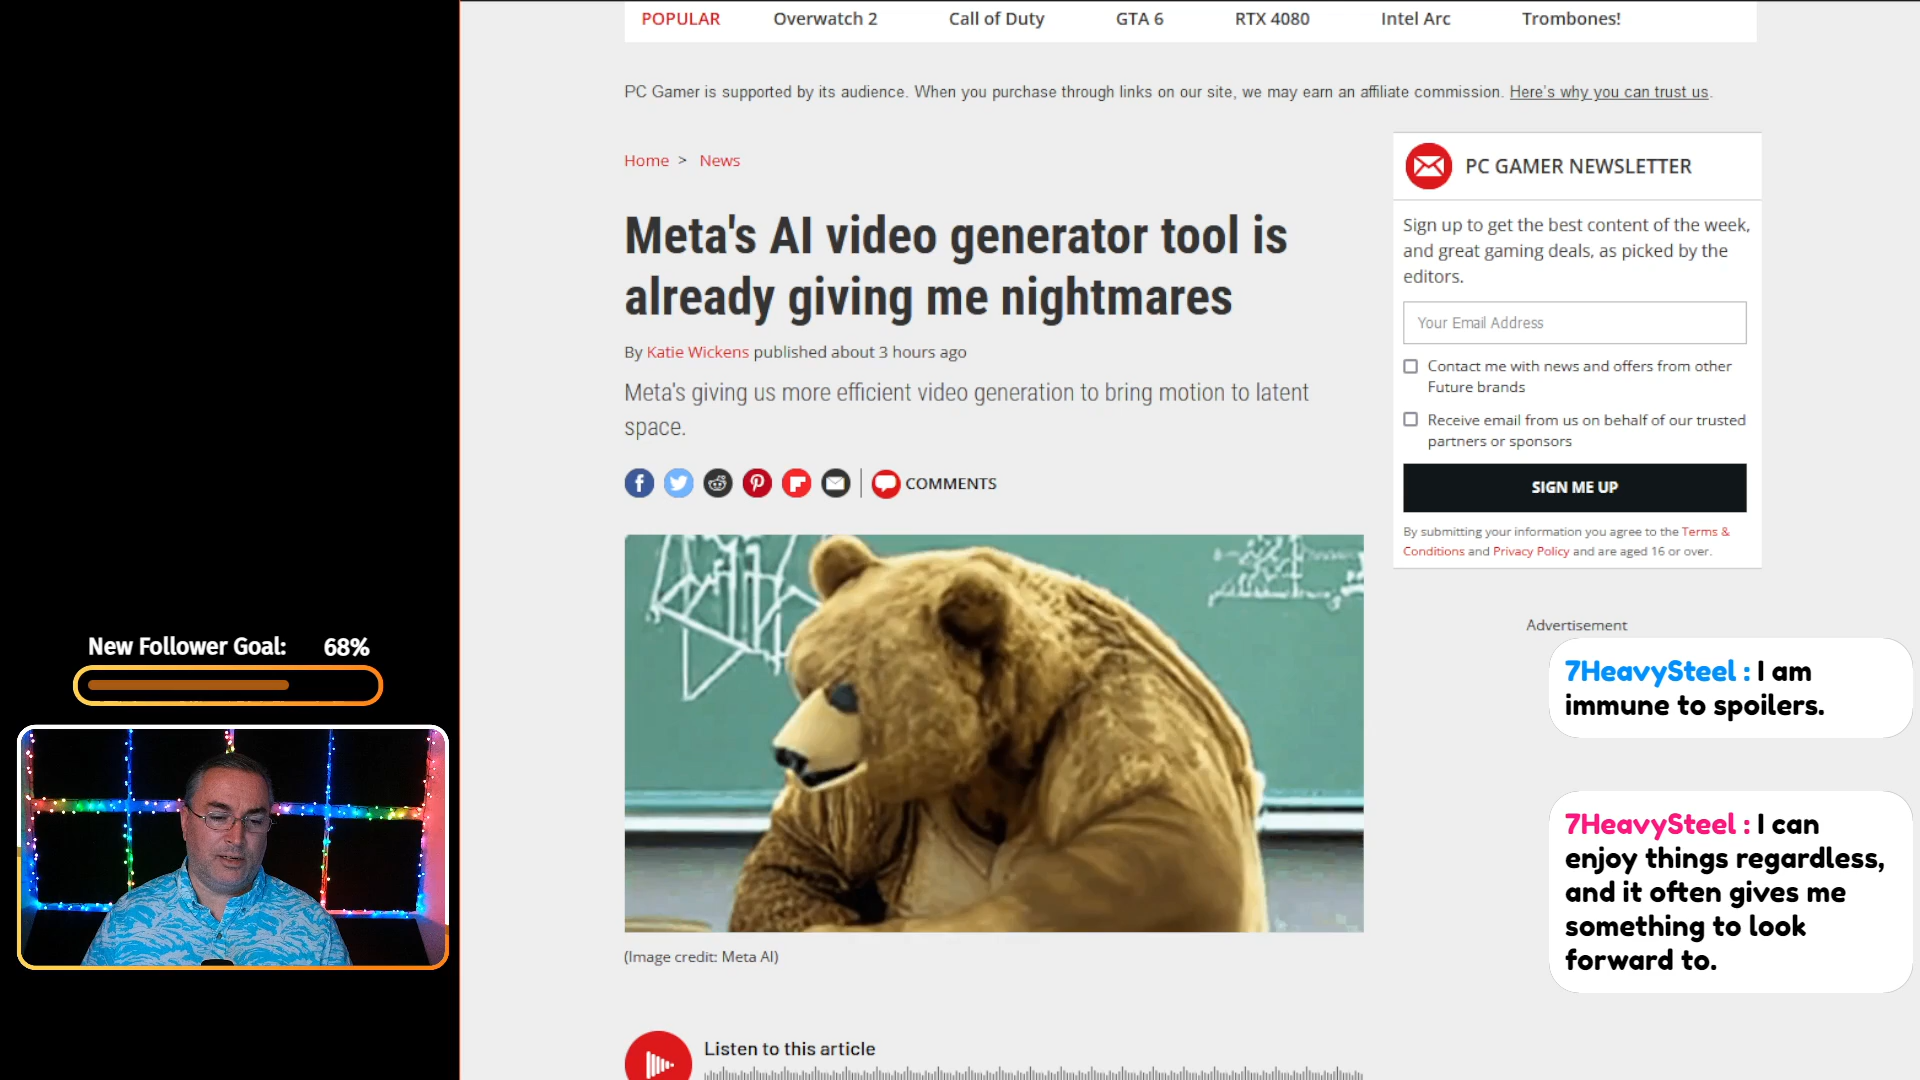 POPULAR Overwatch 2 Call of Duty GTA 6 RTX 4080 Intel Arc Trombones!
PC Gamer is supported by its audience. When you purchase through links on our site, we may earn an affiliate commission. Here's why you can trust us.
Home > News
Meta's AI video generator tool is
already giving me nightmares
By Katie Wickens published about 3 hours ago
Meta's giving us more efficient video generation to bring motion to latent
space.
COMMENTS
(Image credit: Meta AI)
Listen to this article
PC GAMER NEWSLETTER
Sign up to get the best content of the week,
and great gaming deals, as picked by the
editors.
Your Email Address
Contact me with news and offers from other
Future brands
Receive email from us on behalf of our trusted
partners or sponsors
SIGN ME UP
By submitting your information you agree to the Terms &
Conditions and Privacy Policy and are aged 16 or over.
Advertisement
7HeavySteel : I am
immune to spoilers.
7HeavySteel : I can
enjoy things regardless,
and it often gives me
something to look
forward to.
New Follower Goal: 68%